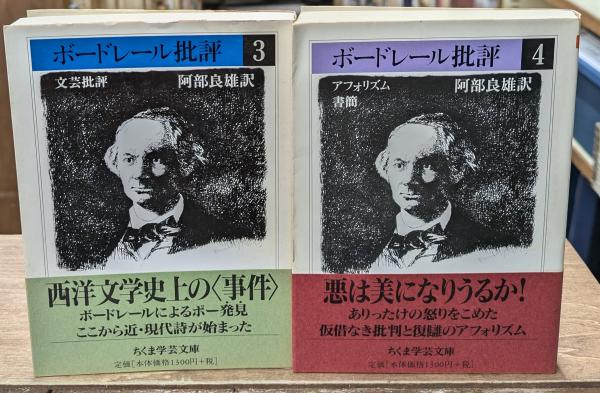 ボードレール批評 3
文芸批評 阿部良雄訳
西洋文学史上の〈事件〉
ボードレールによるポー発見
ここから近・現代詩が始まった
ちくま学芸文庫
定価[本体価格1300円+税]
ボードレール批評 4
アフォリズム 阿部良雄訳
書簡
悪は美になりうるか!
ありったけの怒りをこめた
仮借なき批判と復讐のアフォリズム
ちくま学芸文庫
定価[本体価格1300円+税]